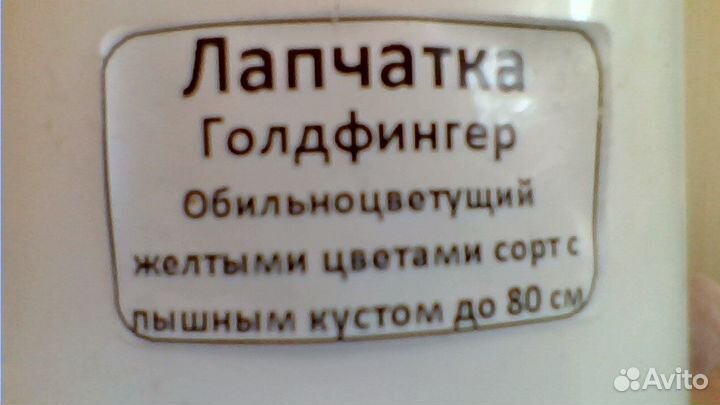 Лапчатка
Голдфингер
Обильноцветущий
желтыми цветами сорт с
пышным кустом до 80 см
Avito